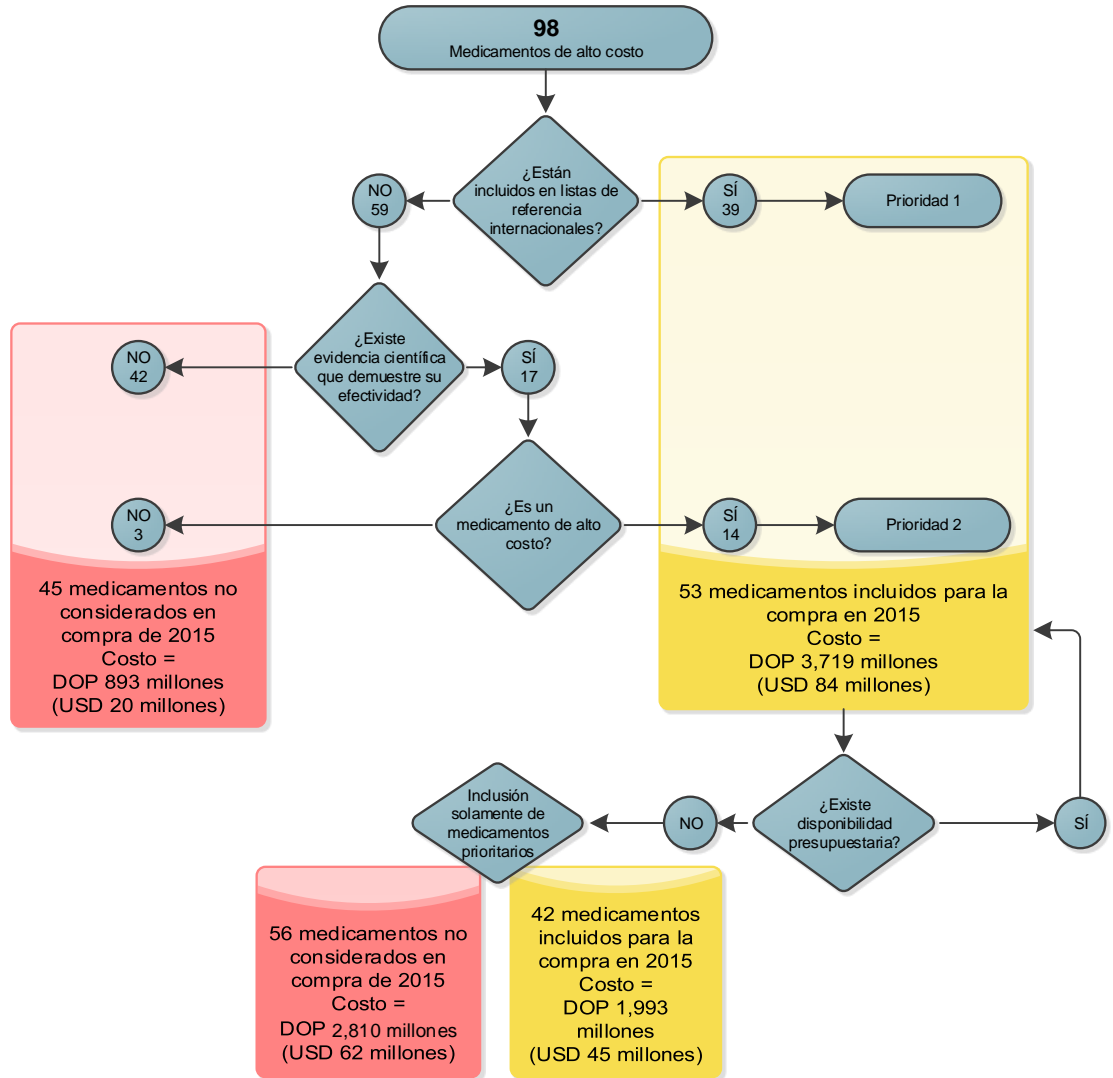 98
Medicamentos de alto costo
¿Están
incluidos en listas de
referencia
internacionales?
NO
59
SÍ
39
Prioridad 1
¿Existe
evidencia científica
que demuestre su
efectividad?
NO
42
SÍ
17
¿Es un
medicamento de alto
costo?
NO
3
SÍ
14
Prioridad 2
45 medicamentos no
considerados en
compra de 2015
Costo =
DOP 893 millones
(USD 20 millones)
53 medicamentos incluidos para la
compra en 2015
Costo =
DOP 3,719 millones
(USD 84 millones)
¿Existe
disponibilidad
presupuestaria?
SÍ
NO
Inclusión
solamente de
medicamentos
prioritarios
56 medicamentos no
considerados en
compra de 2015
Costo =
DOP 2,810 millones
(USD 62 millones)
42 medicamentos
incluidos para la
compra en 2015
Costo =
DOP 1,993
millones
(USD 45 millones)